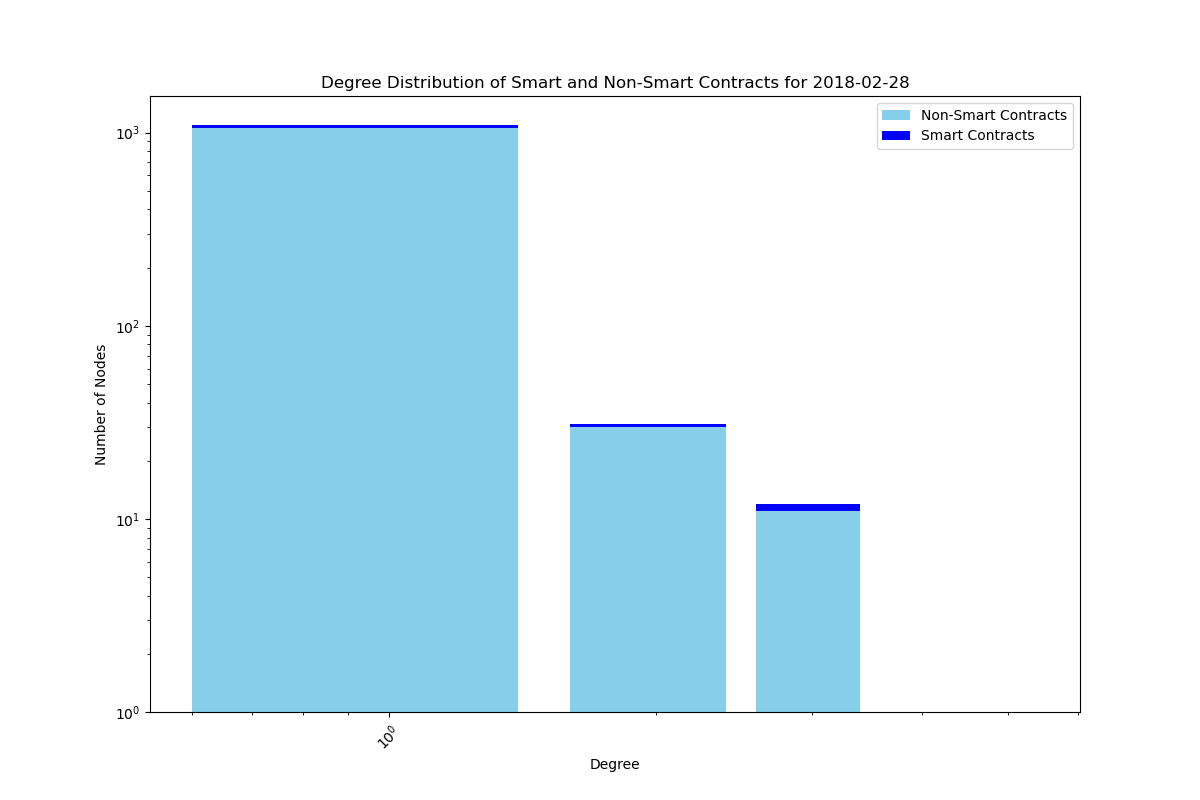 Degree Distribution of Smart and Non-Smart Contracts for 2018-02-28
Non-Smart Contracts
Smart Contracts
10³
10²
10¹
10⁰
Number of Nodes
10⁰
Degree